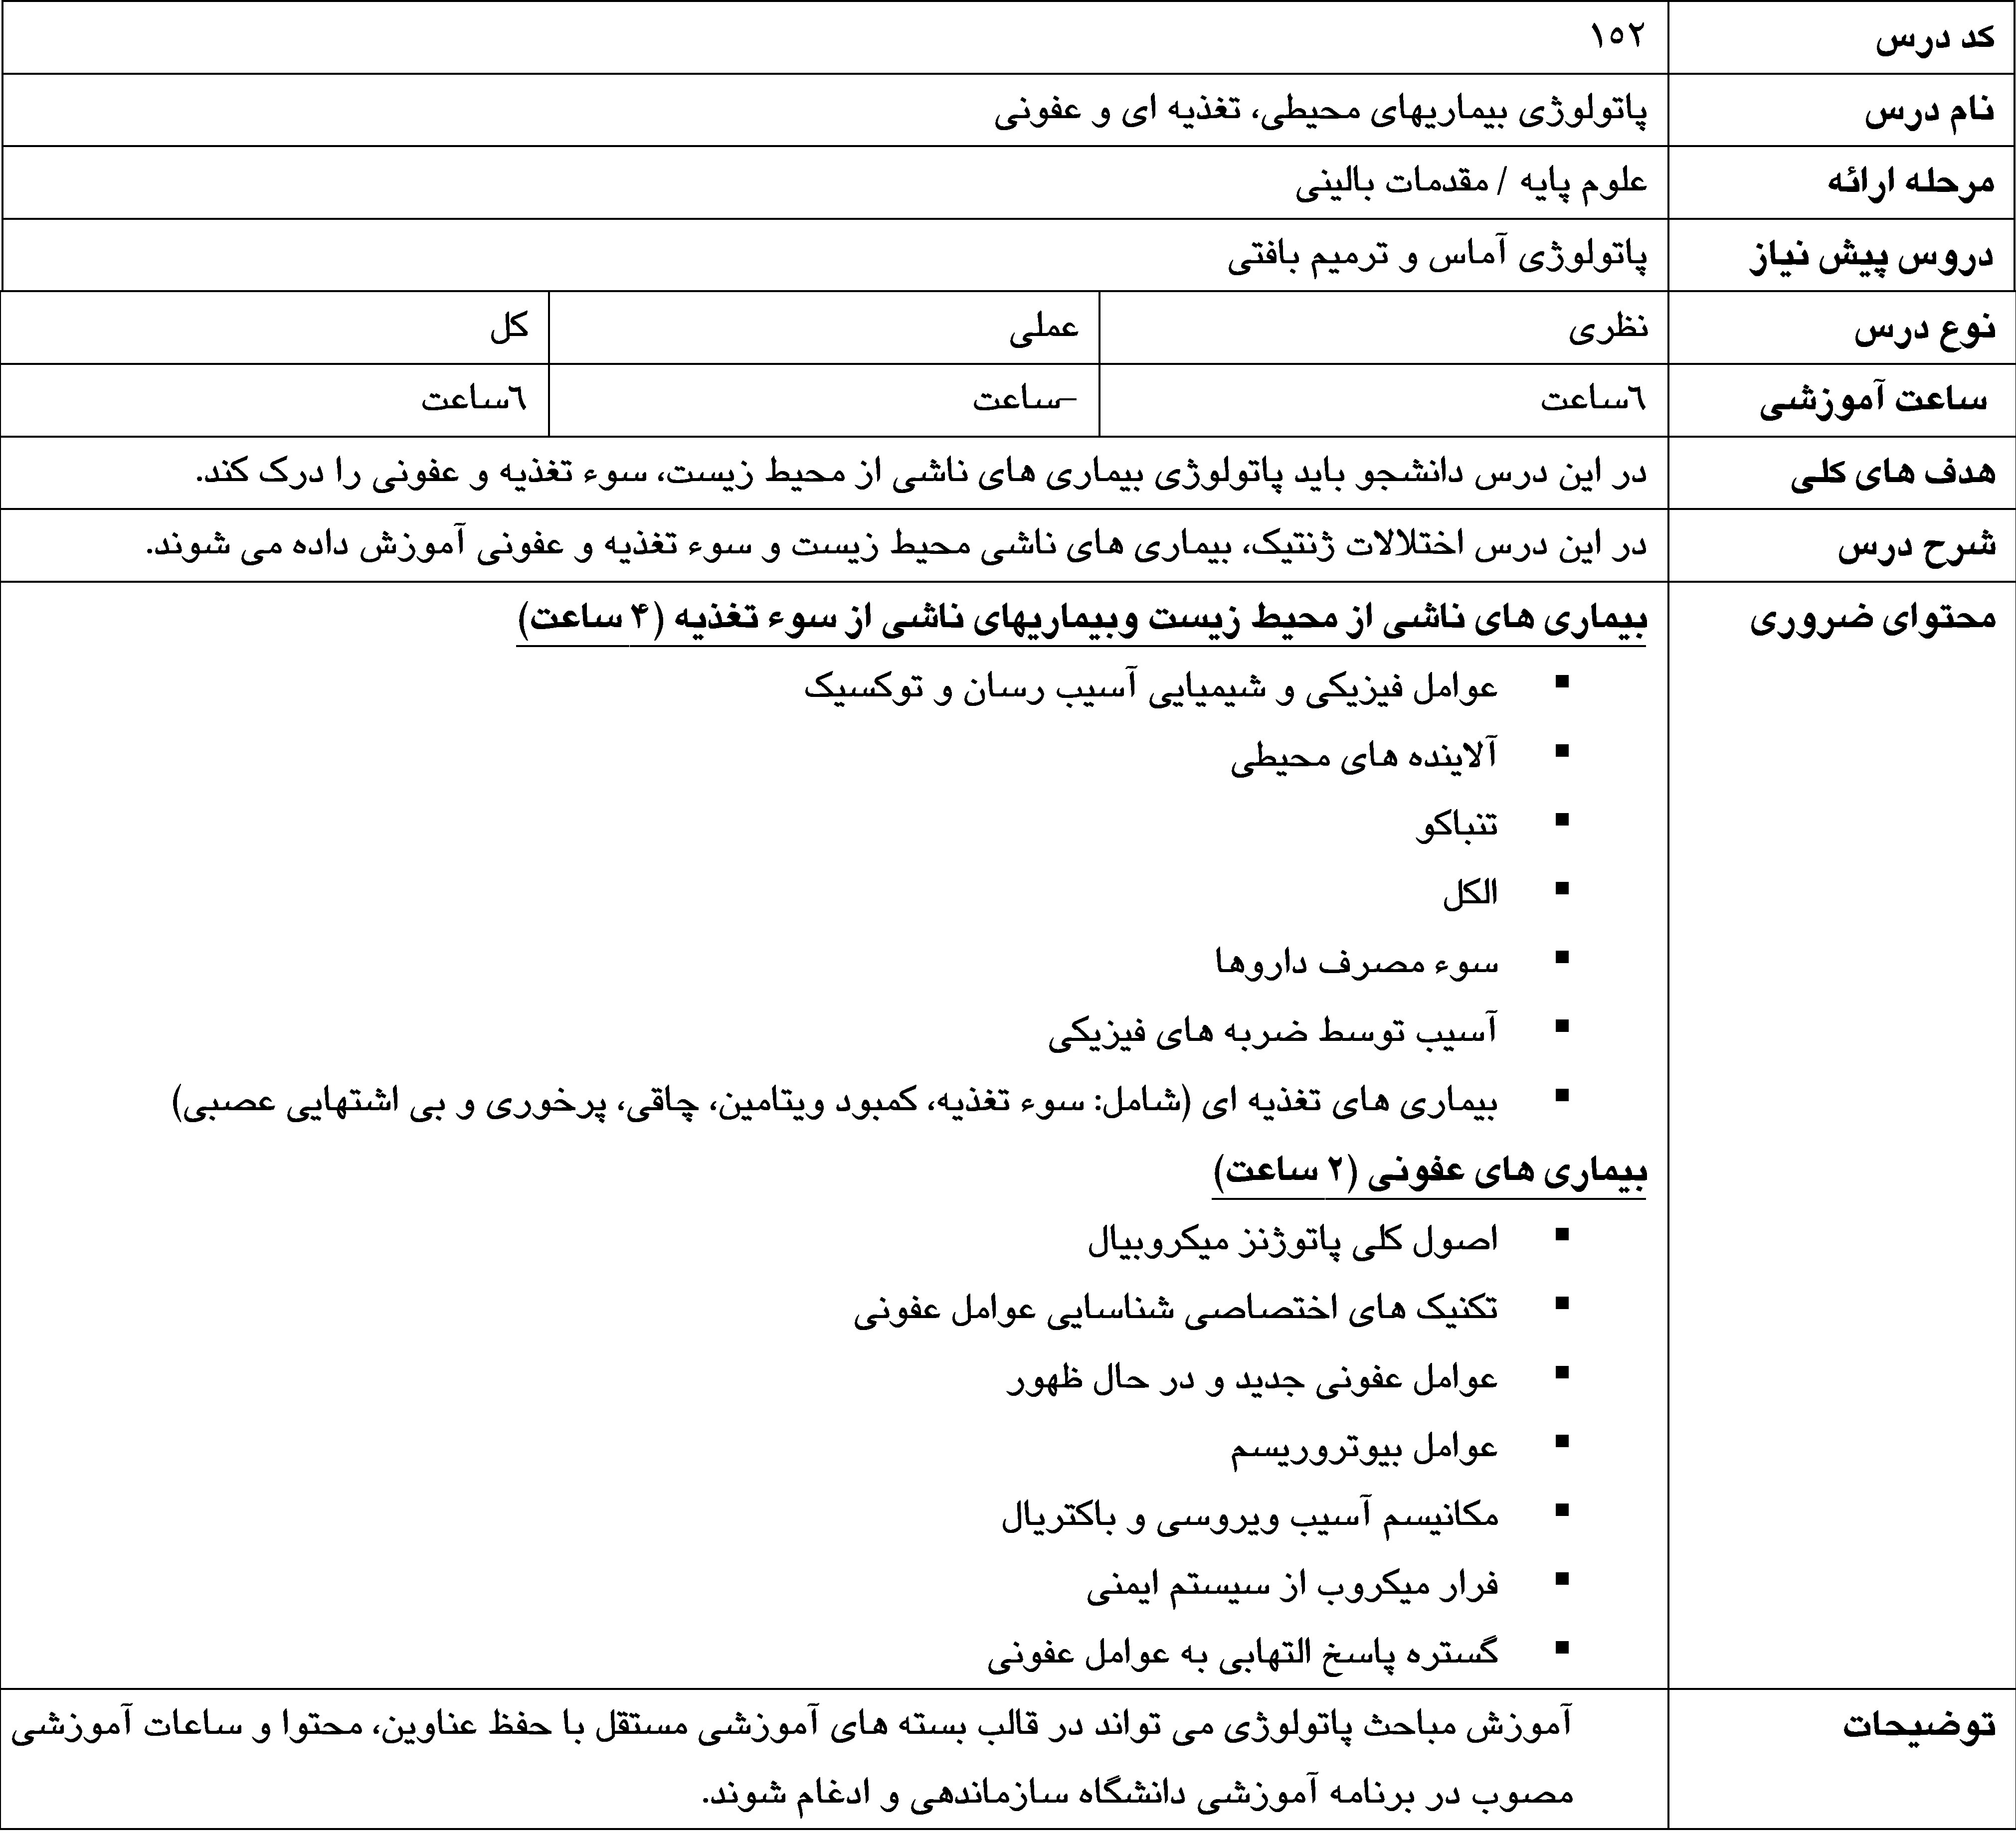 کد درس ۱۵۲
نام درس پاتولوژی بیماریهای محیطی، تغذیه ای و عفونی
مرحله ارائه علوم پایه / مقدمات بالینی
دروس پیش نیاز پاتولوژی آماس و ترمیم بافتی
نوع درس نظری عملی کل
ساعت آموزشی ٦ساعت –ساعت ٦ساعت
هدف های کلی در این درس دانشجو باید پاتولوژی بیماری های ناشی از محیط زیست، سوء تغذیه و عفونی را درک کند.
شرح درس در این درس اختلالات ژنتیک، بیماری های ناشی محیط زیست و سوء تغذیه و عفونی آموزش داده می شوند.
محتوای ضروری بیماری های ناشی از محیط زیست وبیماریهای ناشی از سوء تغذیه (۴ ساعت)
▪ عوامل فیزیکی و شیمیایی آسیب رسان و توکسیک
▪ آلاینده های محیطی
▪ تنباکو
▪ الکل
▪ سوء مصرف داروها
▪ آسیب توسط ضربه های فیزیکی
▪ بیماری های تغذیه ای (شامل: سوء تغذیه، کمبود ویتامین، چاقی، پرخوری و بی اشتهایی عصبی)
بیماری های عفونی (۲ ساعت)
▪ اصول کلی پاتوژنز میکروبیال
▪ تکنیک های اختصاصی شناسایی عوامل عفونی
▪ عوامل عفونی جدید و در حال ظهور
▪ عوامل بیوتروریسم
▪ مکانیسم آسیب ویروسی و باکتریال
▪ فرار میکروب از سیستم ایمنی
▪ گستره پاسخ التهابی به عوامل عفونی
توضیحات آموزش مباحث پاتولوژی می تواند در قالب بسته های آموزشی مستقل با حفظ عناوین، محتوا و ساعات آموزشی
مصوب در برنامه آموزشی دانشگاه سازماندهی و ادغام شوند.